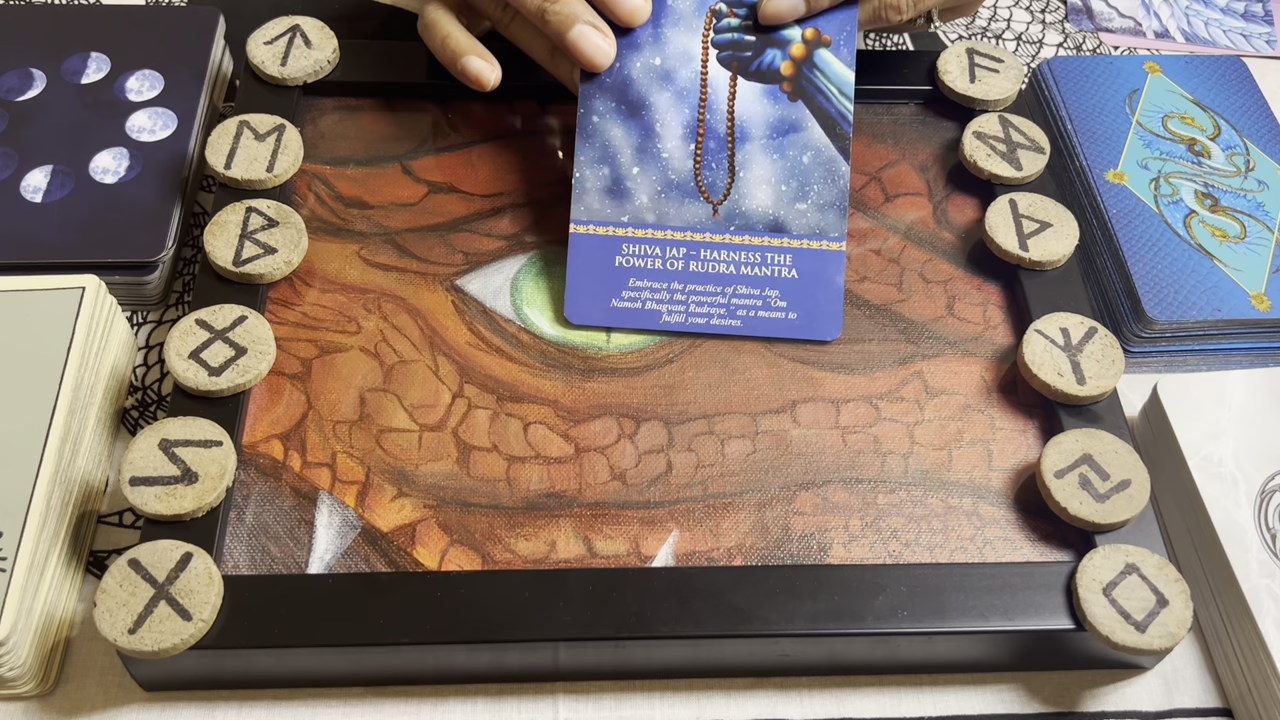 ᛏ
ᛖ
ᛒ
ᛟ
ᛊ
ᚷ
SHIVA JAP – HARNESS THE
POWER OF RUDRA MANTRA
Embrace the practice of Shiva Jap,
specifically the powerful mantra "Om
Namoh Bhagvate Rudraye," as a means to
fulfill your desires.
ᚨ
ᛞ
ᚦ
ᛉ
ᛃ
ᛜ